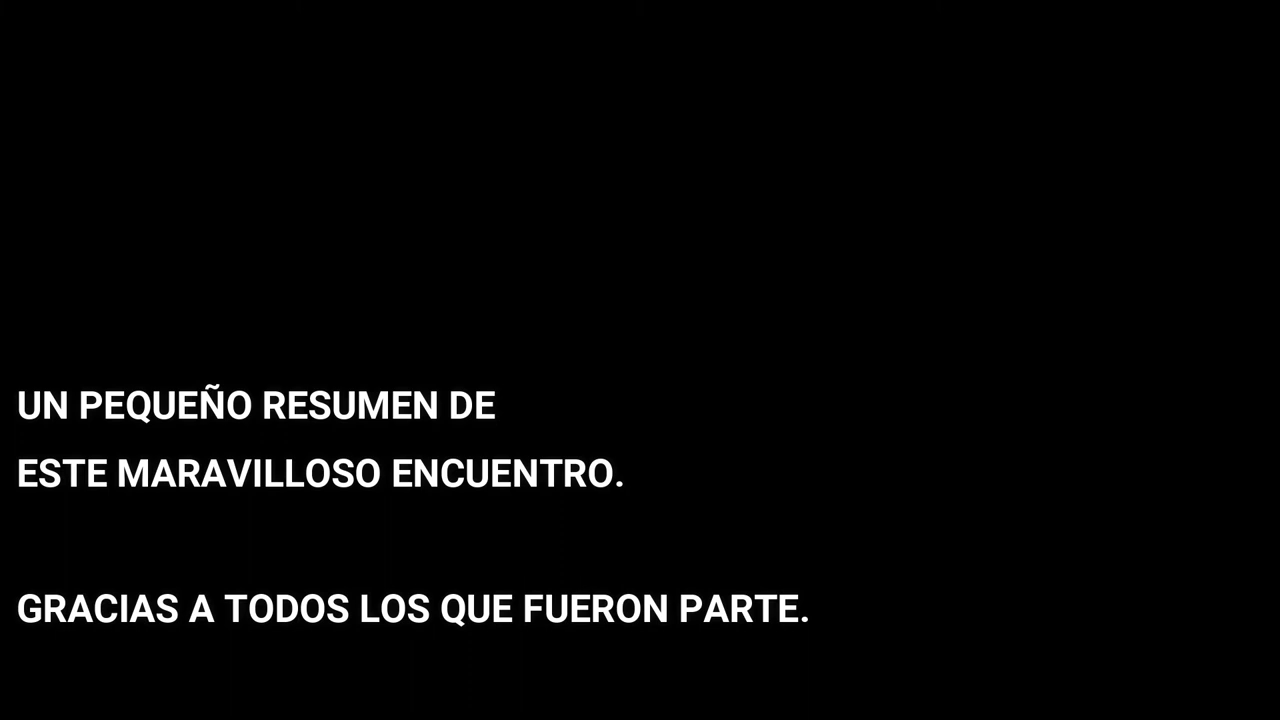 UN PEQUEÑO RESUMEN DE
ESTE MARAVILLOSO ENCUENTRO.
GRACIAS A TODOS LOS QUE FUERON PARTE.